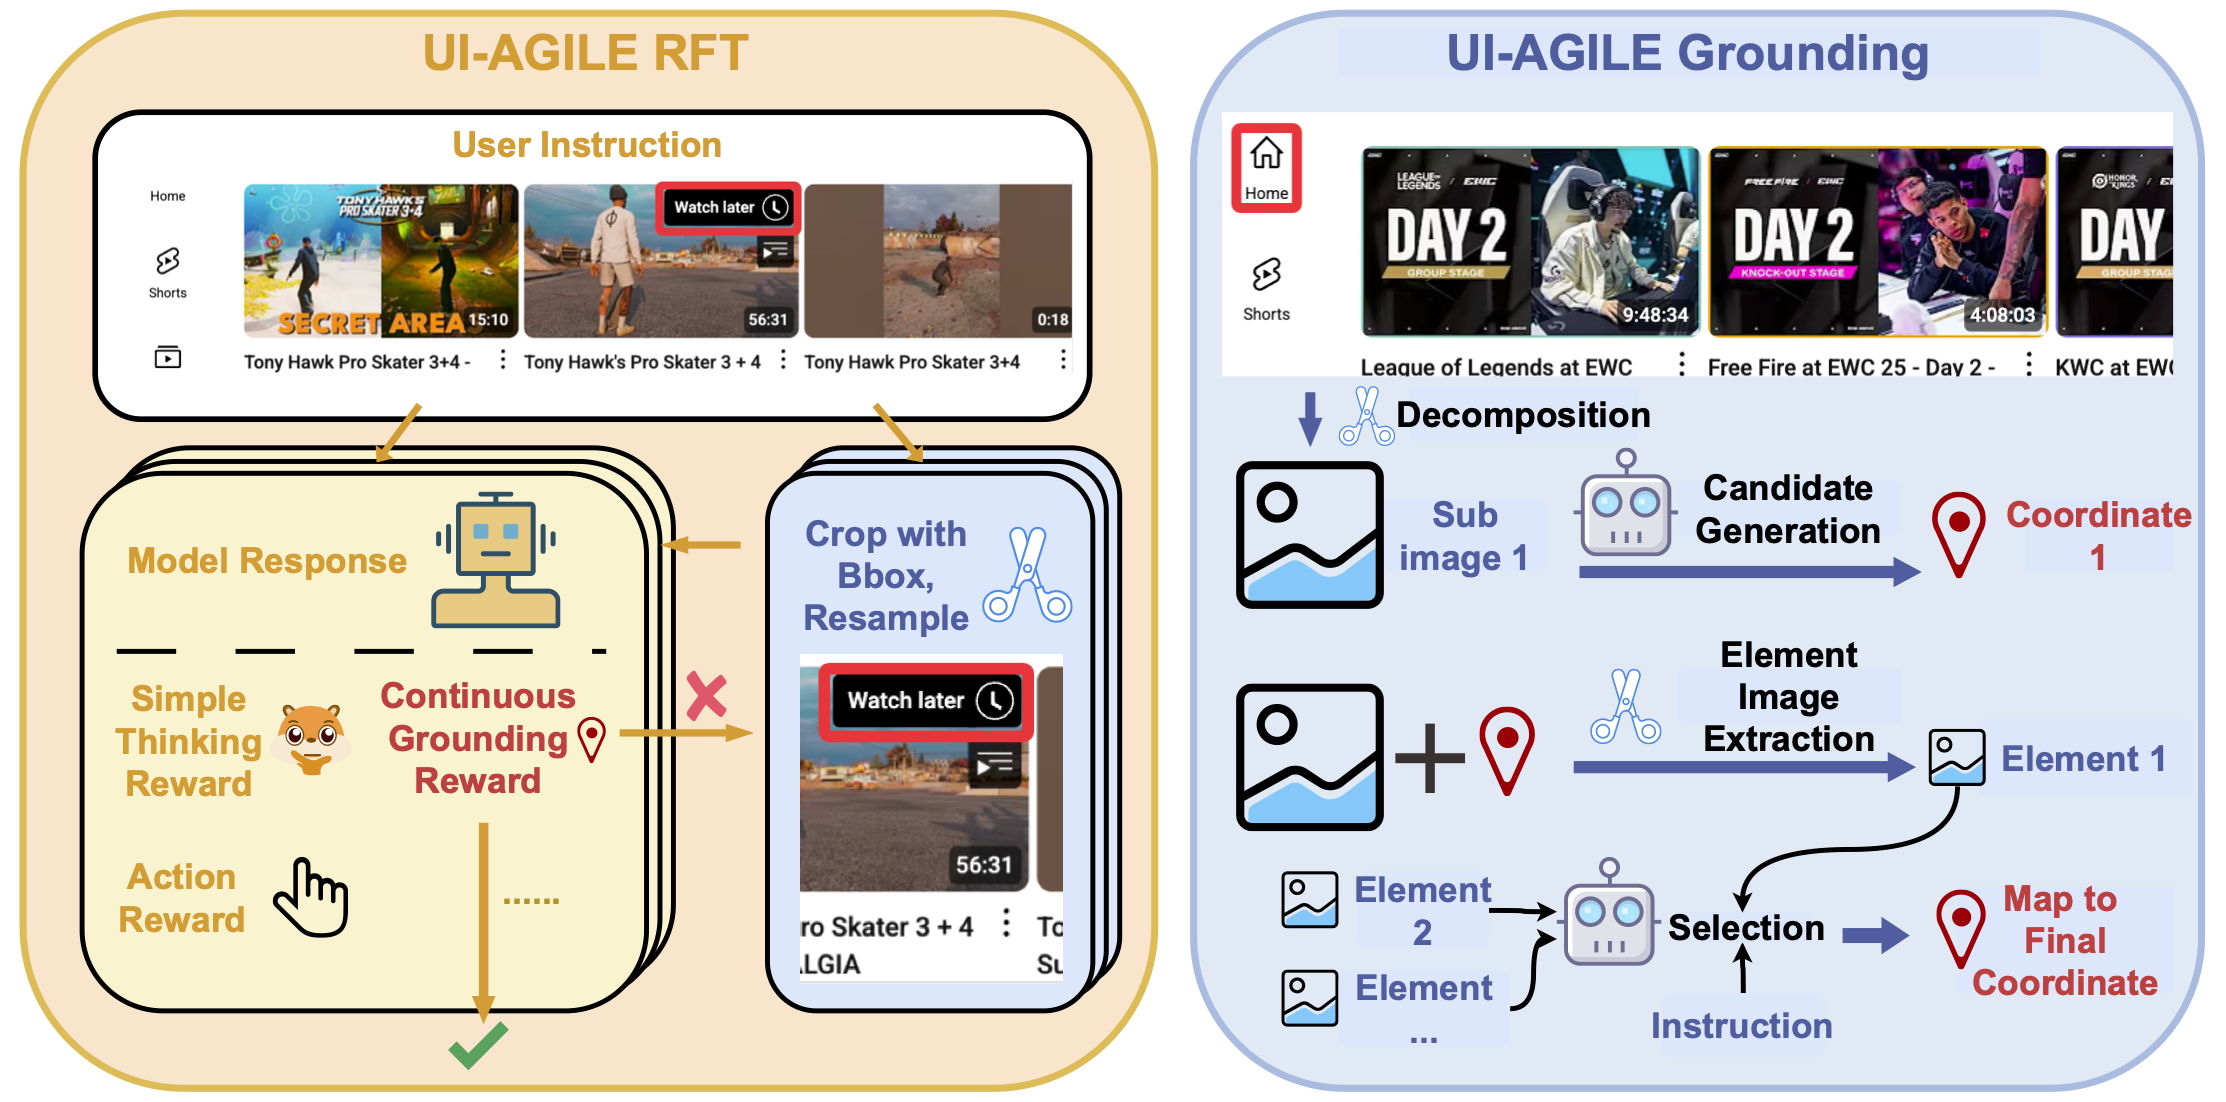 UI-AGILE RFT
User Instruction
Home
Shorts
TONY HAWK'S
PRO SKATER 3+4
SECRET AREA
15:10
Watch later
56:31
0:18
Tony Hawk Pro Skater 3+4 -
Tony Hawk's Pro Skater 3 + 4
Tony Hawk Pro Skater 3+4
Model Response
Simple
Thinking
Reward
Continuous
Grounding
Reward
Action
Reward
......
Crop with
Bbox,
Resample
Watch later
56:31
ro Skater 3 + 4
To
LGIA
Su
UI-AGILE Grounding
Home
Shorts
LEAGUE OF
LEGENDS
EWC
DAY 2
GROUP STAGE
9:48:34
FREE FIRE
EWC
DAY 2
KNOCK-OUT STAGE
4:08:03
HONOR
OF KINGS
DAY
GROUP STA
League of Legends at EWC
Free Fire at EWC 25 - Day 2 -
KWC at EWC
Decomposition
Sub
image 1
Candidate
Generation
Coordinate
1
Element
Image
Extraction
Element 1
Element
2
Element
...
Selection
Instruction
Map to
Final
Coordinate